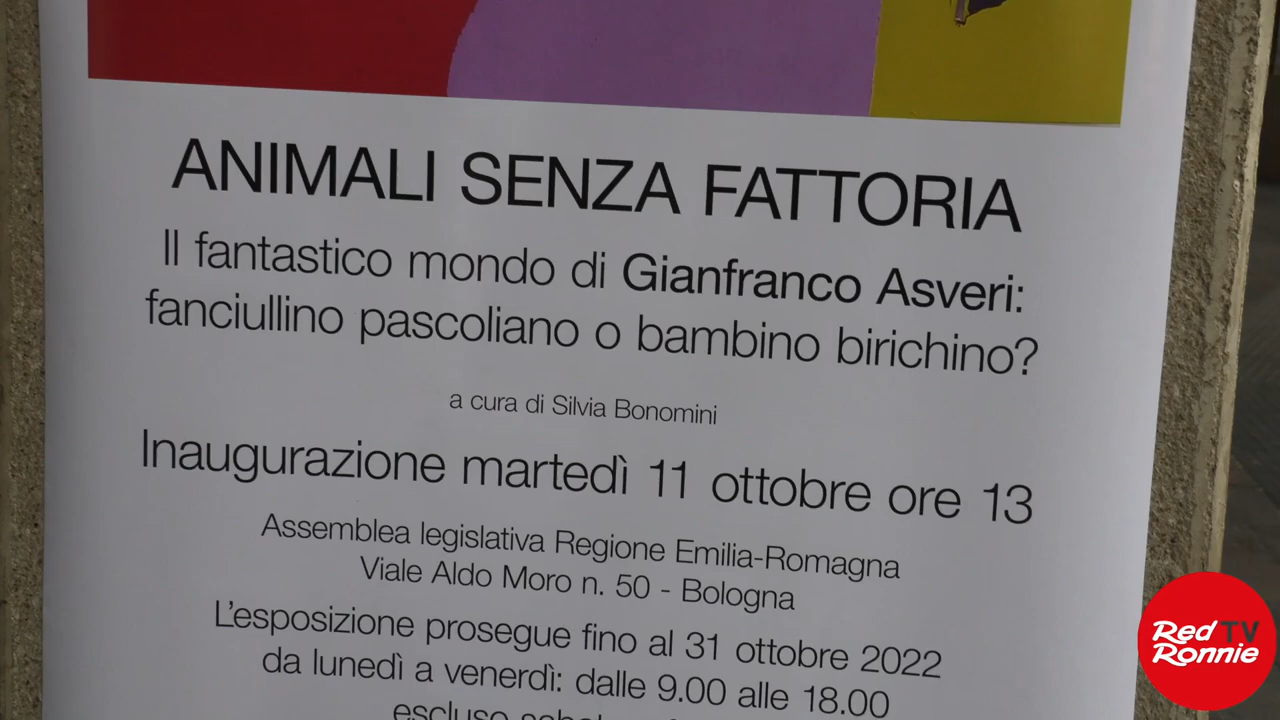 ANIMALI SENZA FATTORIA
Il fantastico mondo di Gianfranco Asveri:
fanciullino pascoliano o bambino birichino?
a cura di Silvia Bonomini
Inaugurazione martedì 11 ottobre ore 13
Assemblea legislativa Regione Emilia-Romagna
Viale Aldo Moro n. 50 - Bologna
L'esposizione prosegue fino al 31 ottobre 2022
da lunedì a venerdì: dalle 9.00 alle 18.00
escluso
Red TV
Ronnie